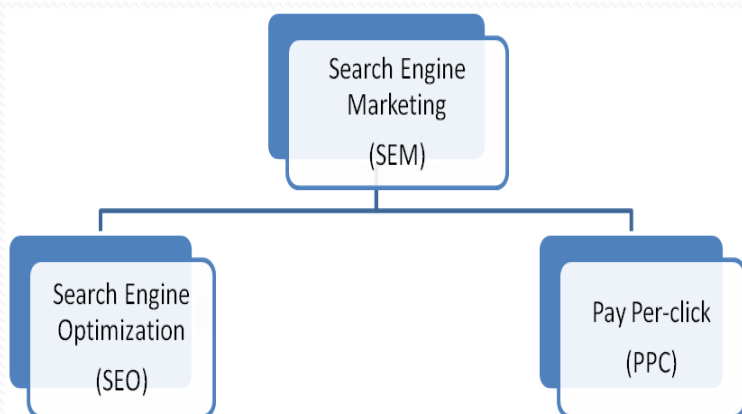 Search Engine
Marketing
(SEM)
Search Engine
Optimization
(SEO)
Pay Per-click
(PPC)